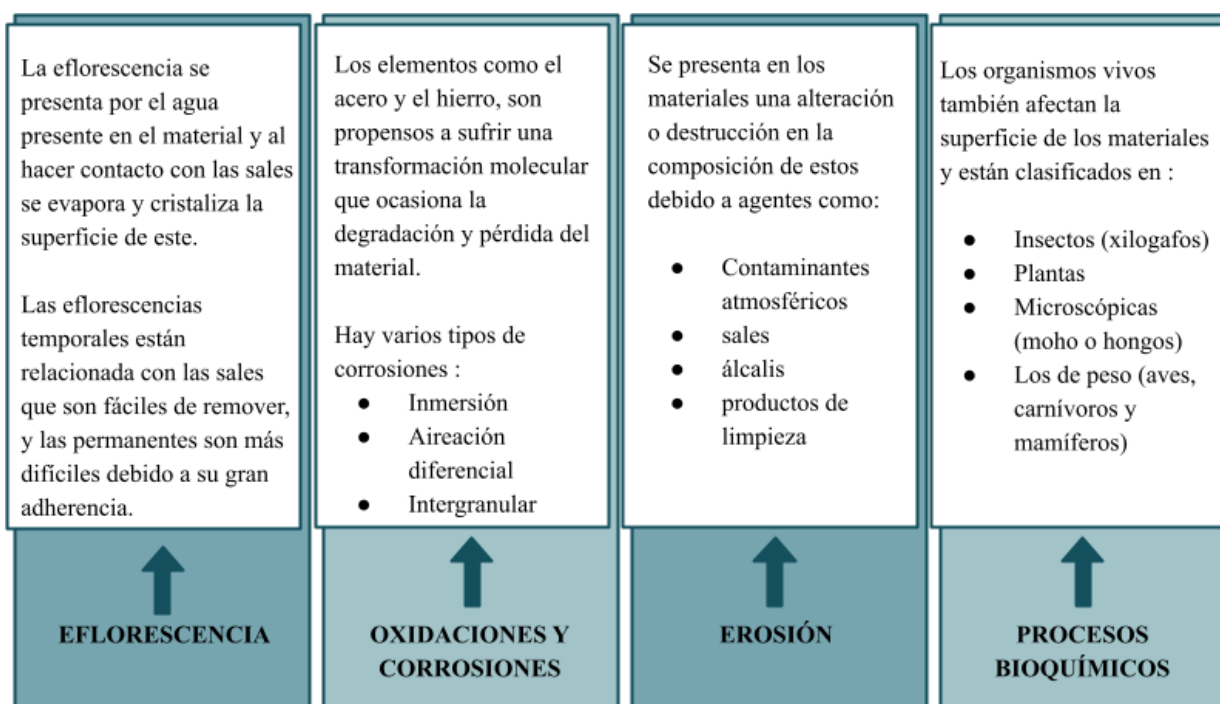 La eflorescencia se
presenta por el agua
presente en el material y al
hacer contacto con las sales
se evapora y cristaliza la
superficie de este.
Las eflorescencias
temporales están
relacionada con las sales
que son fáciles de remover,
y las permanentes son más
difíciles debido a su gran
adherencia.
EFLORESCENCIA
Los elementos como el
acero y el hierro, son
propensos a sufrir una
transformación molecular
que ocasiona la
degradación y pérdida del
material.
Hay varios tipos de
corrosiones :
● Inmersión
● Aireación
diferencial
● Intergranular
OXIDACIONES Y
CORROSIONES
Se presenta en los
materiales una alteración
o destrucción en la
composición de estos
debido a agentes como:
● Contaminantes
atmosféricos
● sales
● álcalis
● productos de
limpieza
EROSIÓN
Los organismos vivos
también afectan la
superficie de los materiales
y están clasificados en :
● Insectos (xilogafos)
● Plantas
● Microscópicas
(moho o hongos)
● Los de peso (aves,
carnívoros y
mamíferos)
PROCESOS
BIOQUÍMICOS